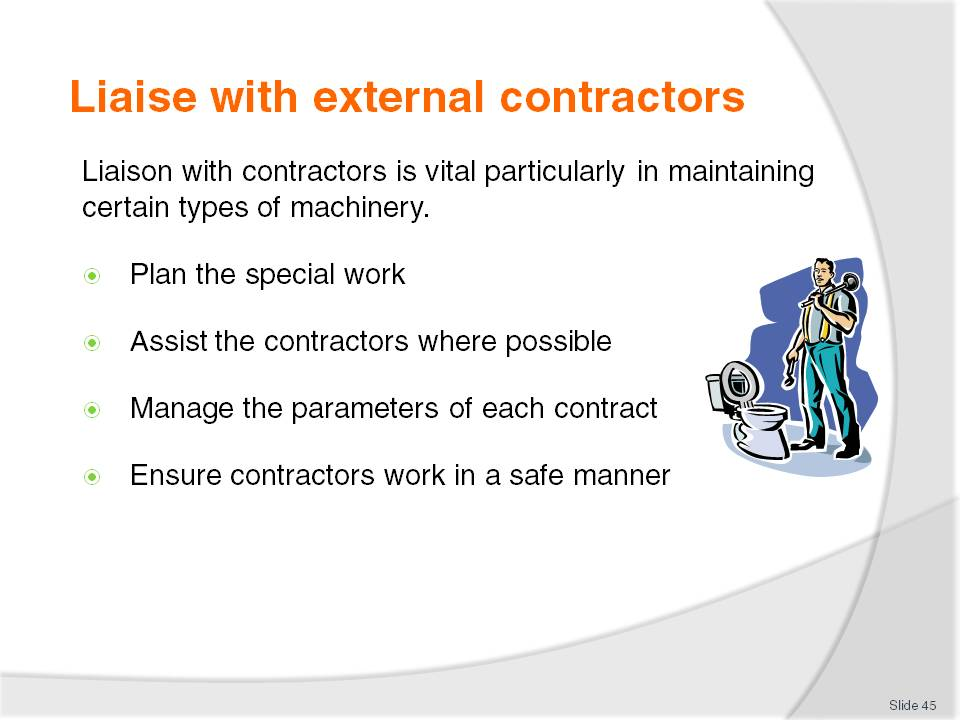 Liaise with external contractors
Liaison with contractors is vital particularly in maintaining
certain types of machinery.
Plan the special work
Assist the contractors where possible
Manage the parameters of each contract
Ensure contractors work in a safe manner
Slide 45